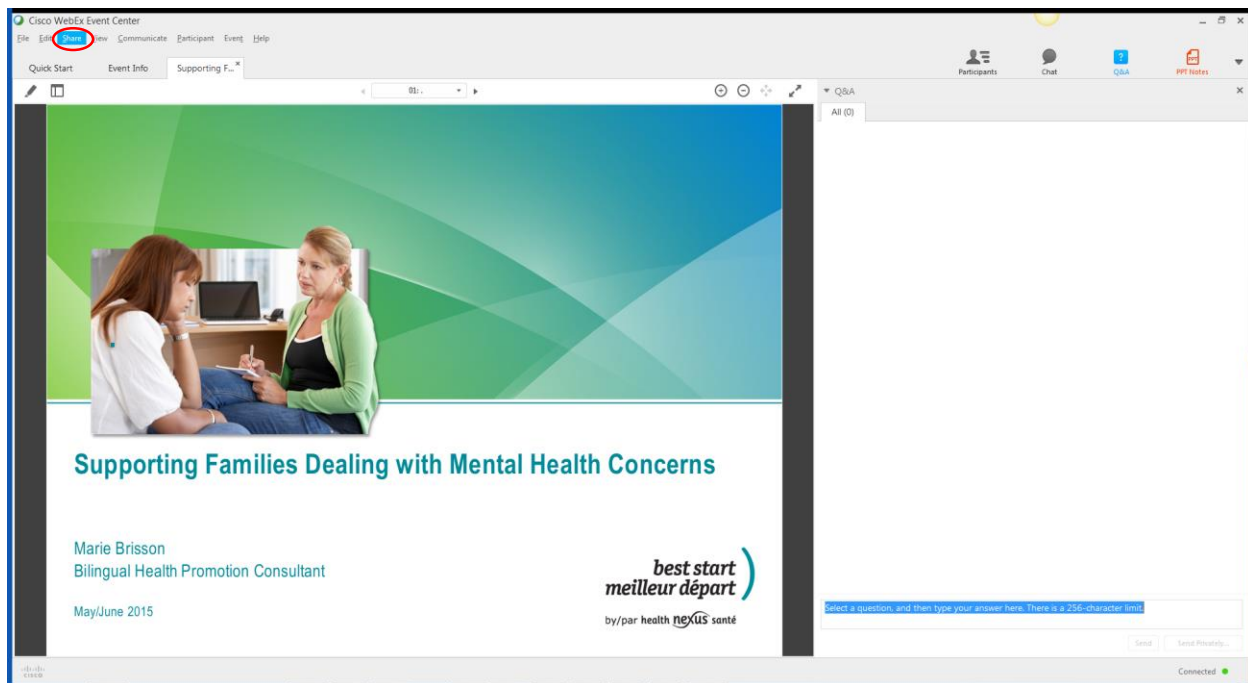 Cisco WebEx Event Center
File Edit Share View Communicate Participant Event Help
Participants Chat Q&A PPT Notes
Quick Start Event Info Supporting F...
01:.
Q&A
All (0)
Supporting Families Dealing with Mental Health Concerns
Marie Brisson
Bilingual Health Promotion Consultant
May/June 2015
best start
meilleur départ
by/par health nexus santé
Select a question, and then type your answer here. There is a 256-character limit.
Send Send Privately...
CISCO
Connected